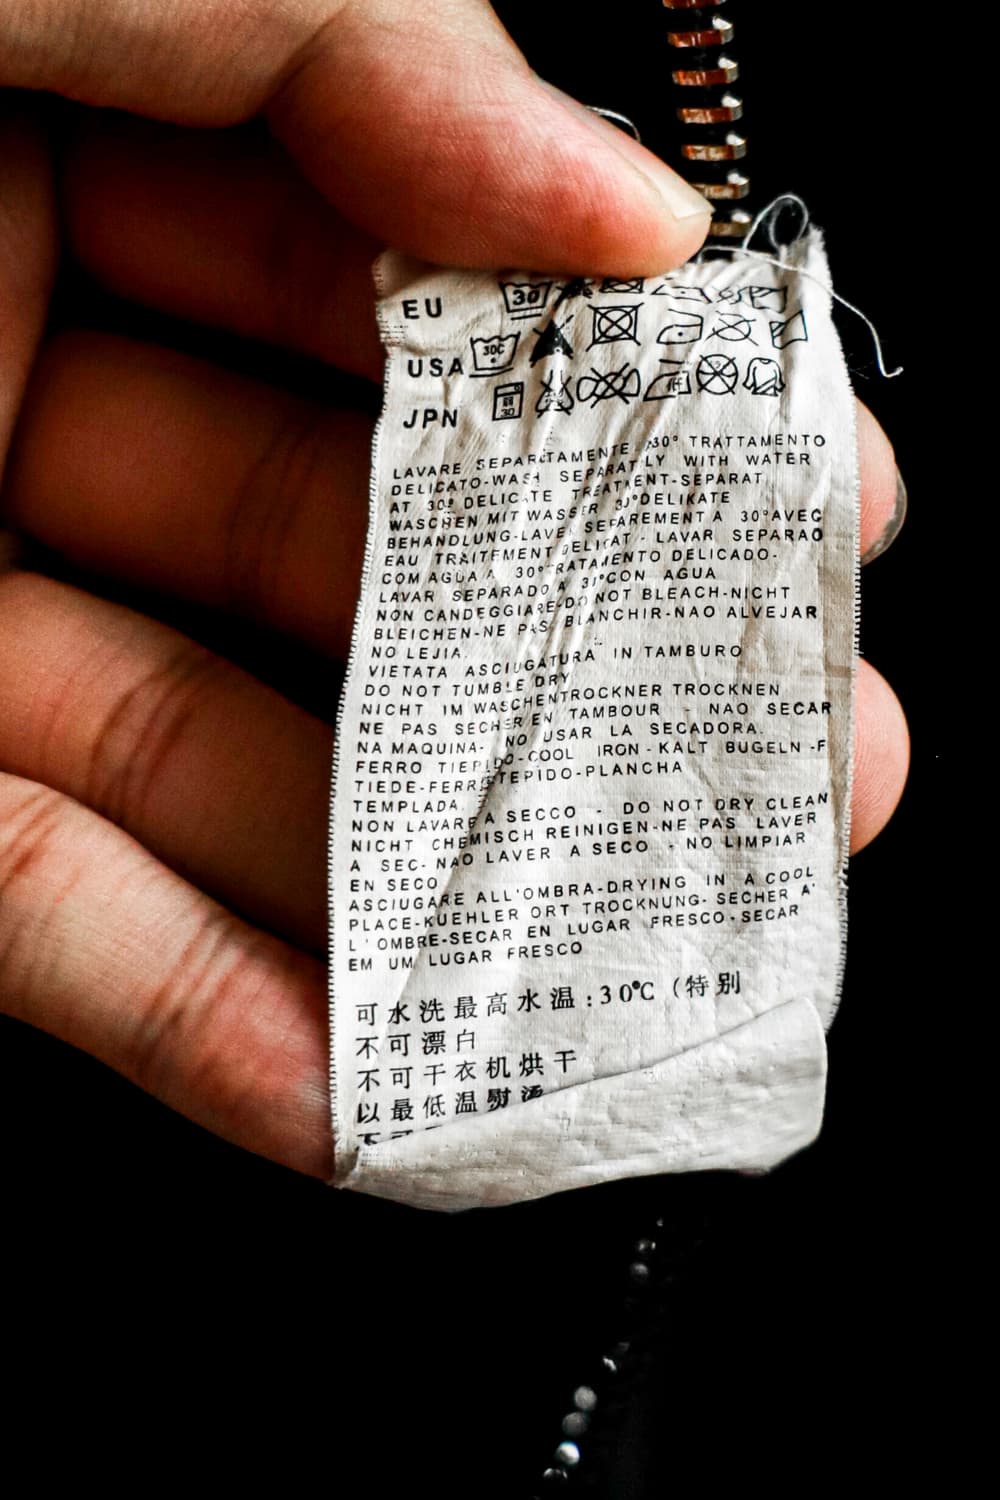 EU 30
USA 30C
JPN 30
LAVARE SEPARATAMENTE 30° TRATTAMENTO
DELICATO-WASH SEPARATLY WITH WATER
AT 30° DELICATE TREATMENT-SEPARAT
WASCHEN MIT WASSER 30°DELIKATE
BEHANDLUNG-LAVER SEPAREMENT A 30°AVEC
EAU TRAITEMENT DELICAT - LAVAR SEPARAO
COM AGUA A 30° TRATAMENTO DELICADO-
LAVAR SEPARADO A 30°CON AGUA
NON CANDEGGIARE-DO NOT BLEACH-NICHT
BLEICHEN-NE PAS BLANCHIR-NAO ALVEJAR
NO LEJIA.
VIETATA ASCIUGATURA IN TAMBURO
DO NOT TUMBLE DRY
NICHT IM WASCHENTROCKNER TROCKNEN
NE PAS SECHER EN TAMBOUR - NAO SECAR
NA MAQUINA- NO USAR LA SECADORA.
FERRO TIEPIDO-COOL IRON-KALT BUGELN -F
TIEDE-FERRO TEPIDO-PLANCHA
TEMPLADA.
NON LAVARE A SECCO - DO NOT DRY CLEAN
NICHT CHEMISCH REINIGEN-NE PAS LAVER
A SEC-NAO LAVER A SECO - NO LIMPIAR
EN SECO
ASCIUGARE ALL'OMBRA-DRYING IN A COOL
PLACE-KUEHLER ORT TROCKNUNG- SECHER A'
L'OMBRE-SECAR EN LUGAR FRESCO-SECAR
EM UM LUGAR FRESCO
可水洗最高水温:30℃ (特别
不可漂白
不可干衣机烘干
以最低温熨烫
不可